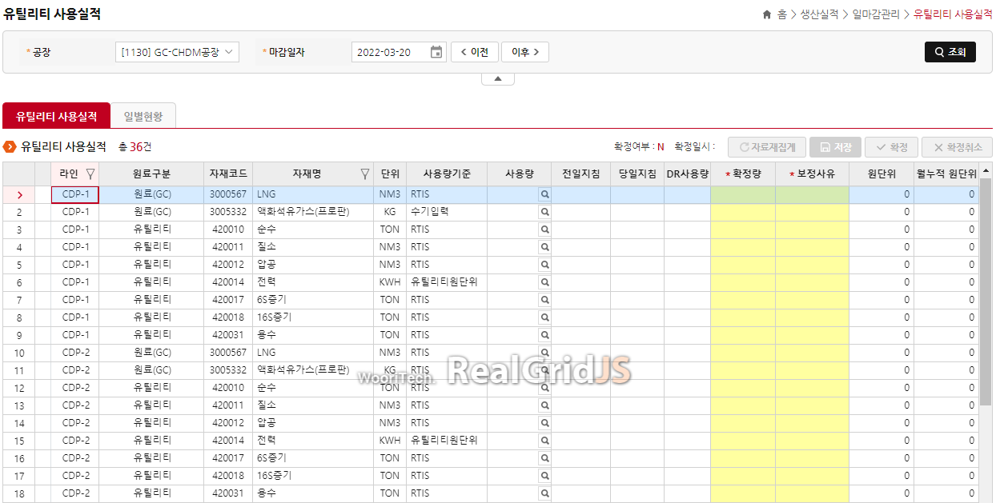 유틸리티 사용실적
홈 > 생산실적 > 일마감관리 > 유틸리티 사용실적
*공장 [1130] GC-CHDM공장 *마감일자 2022-03-20 < 이전 이후 > 조회
유틸리티 사용실적 일별현황
유틸리티 사용실적 총 36건 확정여부 : N 확정일시 : 자료재집계 저장 확정 확정취소
라인 원료구분 자재코드 자재명 단위 사용량기준 사용량 전일지침 당일지침 DR사용량 *확정량 *보정사유 원단위 월누적 원단위
> CDP-1 원료(GC) 3000567 LNG NM3 RTIS 0 0
2 CDP-1 원료(GC) 3005332 액화석유가스(프로판) KG 수기입력 0 0
3 CDP-1 유틸리티 420010 순수 TON RTIS 0 0
4 CDP-1 유틸리티 420011 질소 NM3 RTIS 0 0
5 CDP-1 유틸리티 420012 압공 NM3 RTIS 0 0
6 CDP-1 유틸리티 420014 전력 KWH 유틸리티원단위 0 0
7 CDP-1 유틸리티 420017 6S증기 TON RTIS 0 0
8 CDP-1 유틸리티 420018 16S증기 TON RTIS 0 0
9 CDP-1 유틸리티 420031 용수 TON RTIS 0 0
10 CDP-2 원료(GC) 3000567 LNG NM3 RTIS 0 0
11 CDP-2 원료(GC) 3005332 액화석유가스(프로판) KG RTIS 0 0
WooriTech. RealGridJS
12 CDP-2 유틸리티 420010 순수 TON RTIS 0 0
13 CDP-2 유틸리티 420011 질소 NM3 RTIS 0 0
14 CDP-2 유틸리티 420012 압공 NM3 RTIS 0 0
15 CDP-2 유틸리티 420014 전력 KWH 유틸리티원단위 0 0
16 CDP-2 유틸리티 420017 6S증기 TON RTIS 0 0
17 CDP-2 유틸리티 420018 16S증기 TON RTIS 0 0
18 CDP-2 유틸리티 420031 용수 TON RTIS 0 0